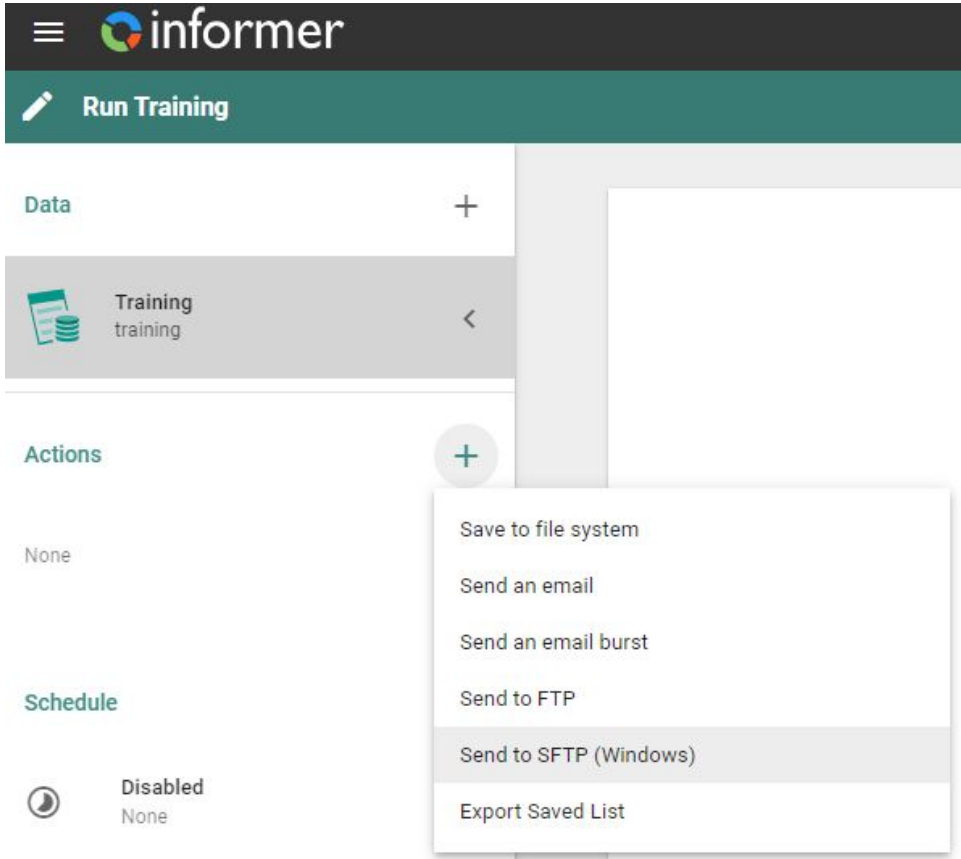 informer
Run Training
Data
Training
training
Actions
None
Save to file system
Send an email
Send an email burst
Send to FTP
Send to SFTP (Windows)
Export Saved List
Schedule
Disabled
None